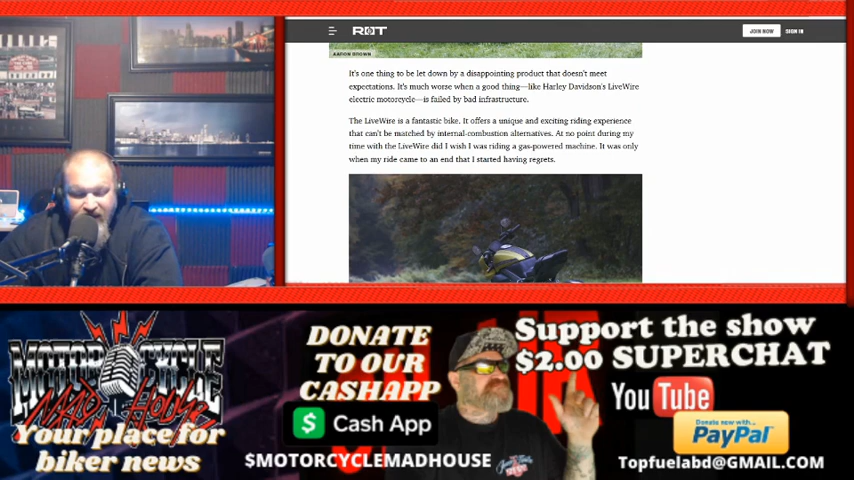 R∃T
JOIN NOW
SIGN IN
AARON BROWN
It's one thing to be let down by a disappointing product that doesn't meet
expectations. It's much worse when a good thing—like Harley Davidson's LiveWire
electric motorcycle—is failed by bad infrastructure.
The LiveWire is a fantastic bike. It offers a unique and exciting riding experience
that can't be matched by internal-combustion alternatives. At no point during my
time with the LiveWire did I wish I was riding a gas-powered machine. It was only
when my ride came to an end that I started having regrets.
MOTORCYCLE
MAD HOUSE
Your place for
biker news
DONATE
TO OUR
CASHAPP
$ Cash App
$MOTORCYCLEMADHOUSE
Support the show
$2.00 SUPERCHAT
YouTube
Donate now with...
PayPal
Topfuelabd@GMAIL.COM